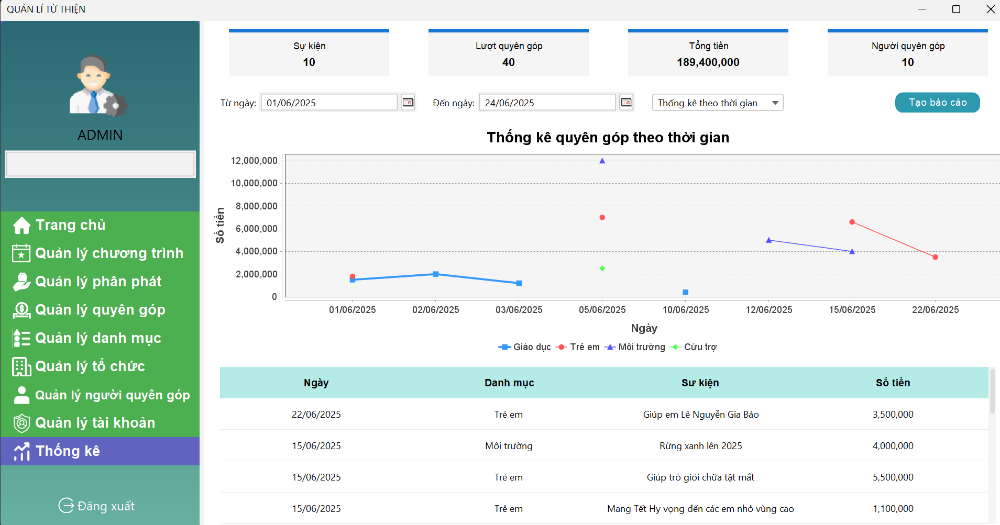 QUẢN LÍ TỪ THIỆN
ADMIN
Trang chủ
Quản lý chương trình
Quản lý phân phát
Quản lý quyên góp
Quản lý danh mục
Quản lý tổ chức
Quản lý người quyên góp
Quản lý tài khoản
Thống kê
Đăng xuất
Sự kiện
10
Lượt quyên góp
40
Tổng tiền
189,400,000
Người quyên góp
10
Từ ngày: 01/06/2025 Đến ngày: 24/06/2025 Thống kê theo thời gian Tạo báo cáo
Thống kê quyên góp theo thời gian
Số tiền
12,000,000
10,000,000
8,000,000
6,000,000
4,000,000
2,000,000
0
01/06/2025 02/06/2025 03/06/2025 05/06/2025 10/06/2025 12/06/2025 15/06/2025 22/06/2025
Ngày
Giáo dục Trẻ em Môi trường Cứu trợ
Ngày Danh mục Sư kiện Số tiền
22/06/2025 Trẻ em Giúp em Lê Nguyễn Gia Bảo 3,500,000
15/06/2025 Môi trường Rừng xanh lên 2025 4,000,000
15/06/2025 Trẻ em Giúp trò giỏi chữa tật mắt 5,500,000
15/06/2025 Trẻ em Mang Tết Hy vọng đến các em nhỏ vùng cao 1,100,000